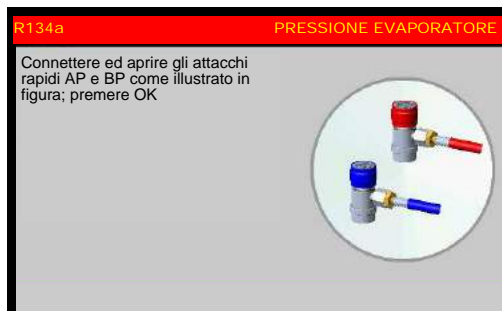 R134a PRESSIONE EVAPORATORE
Connettere ed aprire gli attacchi
rapidi AP e BP come illustrato in
figura; premere OK